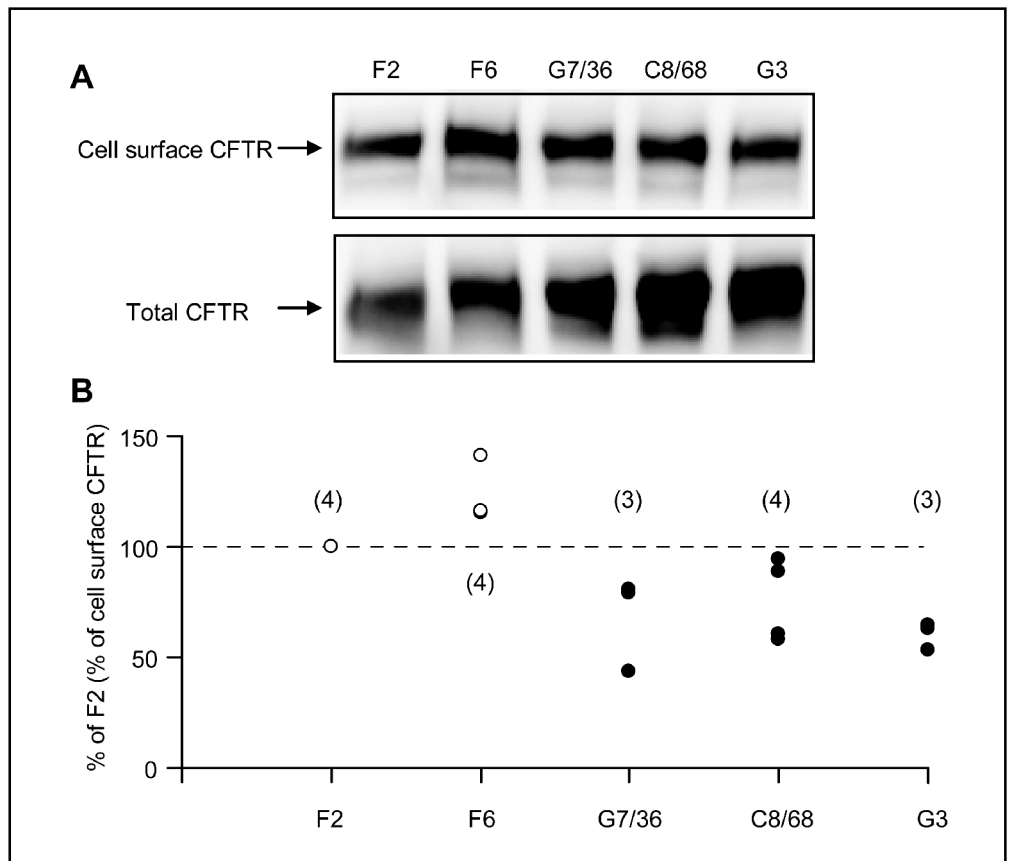 A
F2 F6 G7/36 C8/68 G3
Cell surface CFTR
Total CFTR
B
% of F2 (% of cell surface CFTR)
150
100
50
0
(4) (4) (3) (4) (3)
F2 F6 G7/36 C8/68 G3